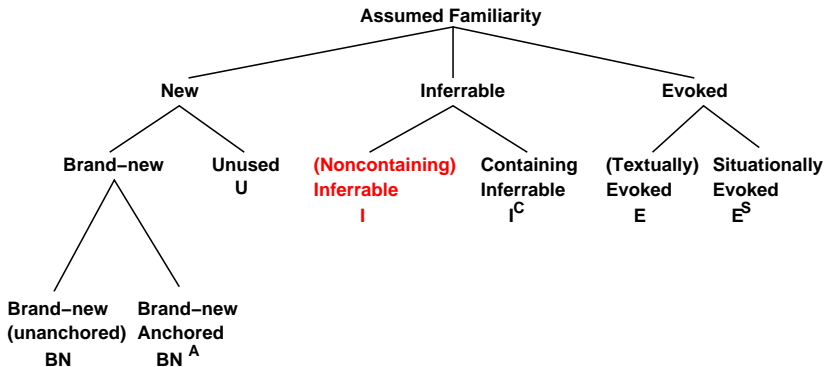 Assumed Familiarity
New
Inferrable
Evoked
Brand–new
Unused
U
(Noncontaining)
Inferrable
I
Containing
Inferrable
I^C
(Textually)
Evoked
E
Situationally
Evoked
E^S
Brand–new
(unanchored)
BN
Brand–new
Anchored
BN^A